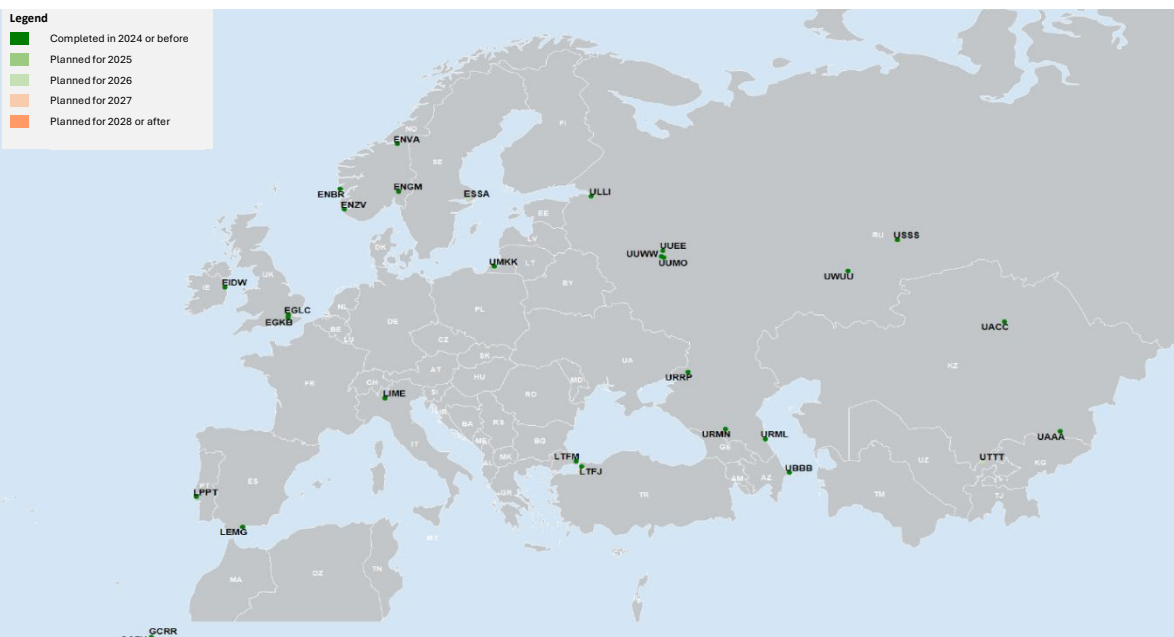 Legend
Completed in 2024 or before
Planned for 2025
Planned for 2026
Planned for 2027
Planned for 2028 or after
FI
NO
ENVA
SE
ENBR
ENGM
ESSA
ULLI
ENZV
EE
RU
USSS
LV
DK
UUEE
UUWW
UUMO
UMKK
LT
UWUU
UK
EIDW
IE
BY
NL
PL
EGLC
EGKB
DE
BE
LU
UACC
CZ
SK
UA
KZ
AT
HU
CH
FR
MD
URRP
LIME
SI
RO
BA
RS
URMN
URML
IT
ME
BG
GE
UAAA
MK
AL
LTFM
LTFJ
UTTT
UZ
KG
UBBB
AM
AZ
ES
PT
LPPT
GR
TR
TM
TJ
LEMG
MT
MA
DZ
TN
GCRR